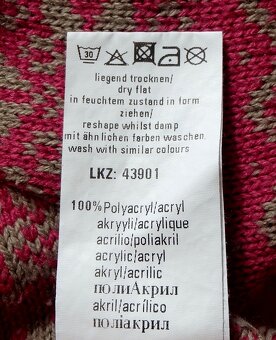 30
liegend trocknen/
dry flat
in feuchtem zustand in form
ziehen/
reshape whilst damp
mit ähnlichen farben waschen
wash with similar colours
LKZ: 43901
100% Polyacryl/acryl
akryyli/acrylique
acrilio/poliakril
acrylic/acryl
akryl/acrilic
полиАкрил
akril/acrílico
поліакрил